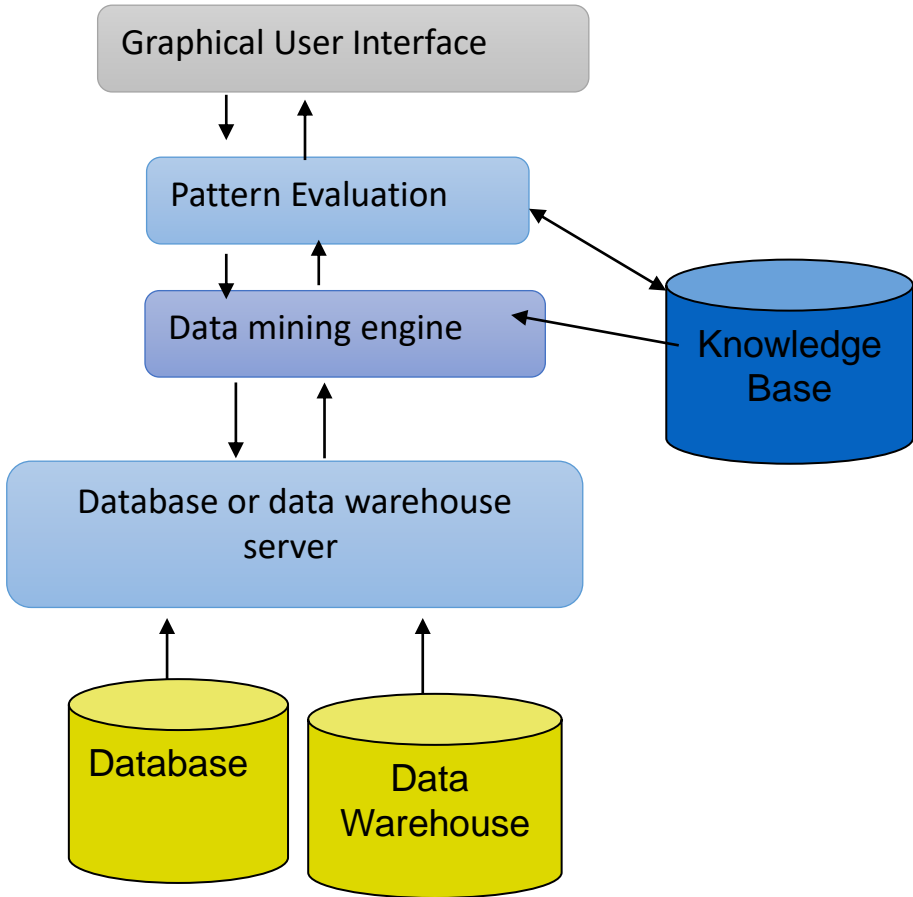 Graphical User Interface
Pattern Evaluation
Data mining engine
Knowledge
Base
Database or data warehouse
server
Database
Data
Warehouse